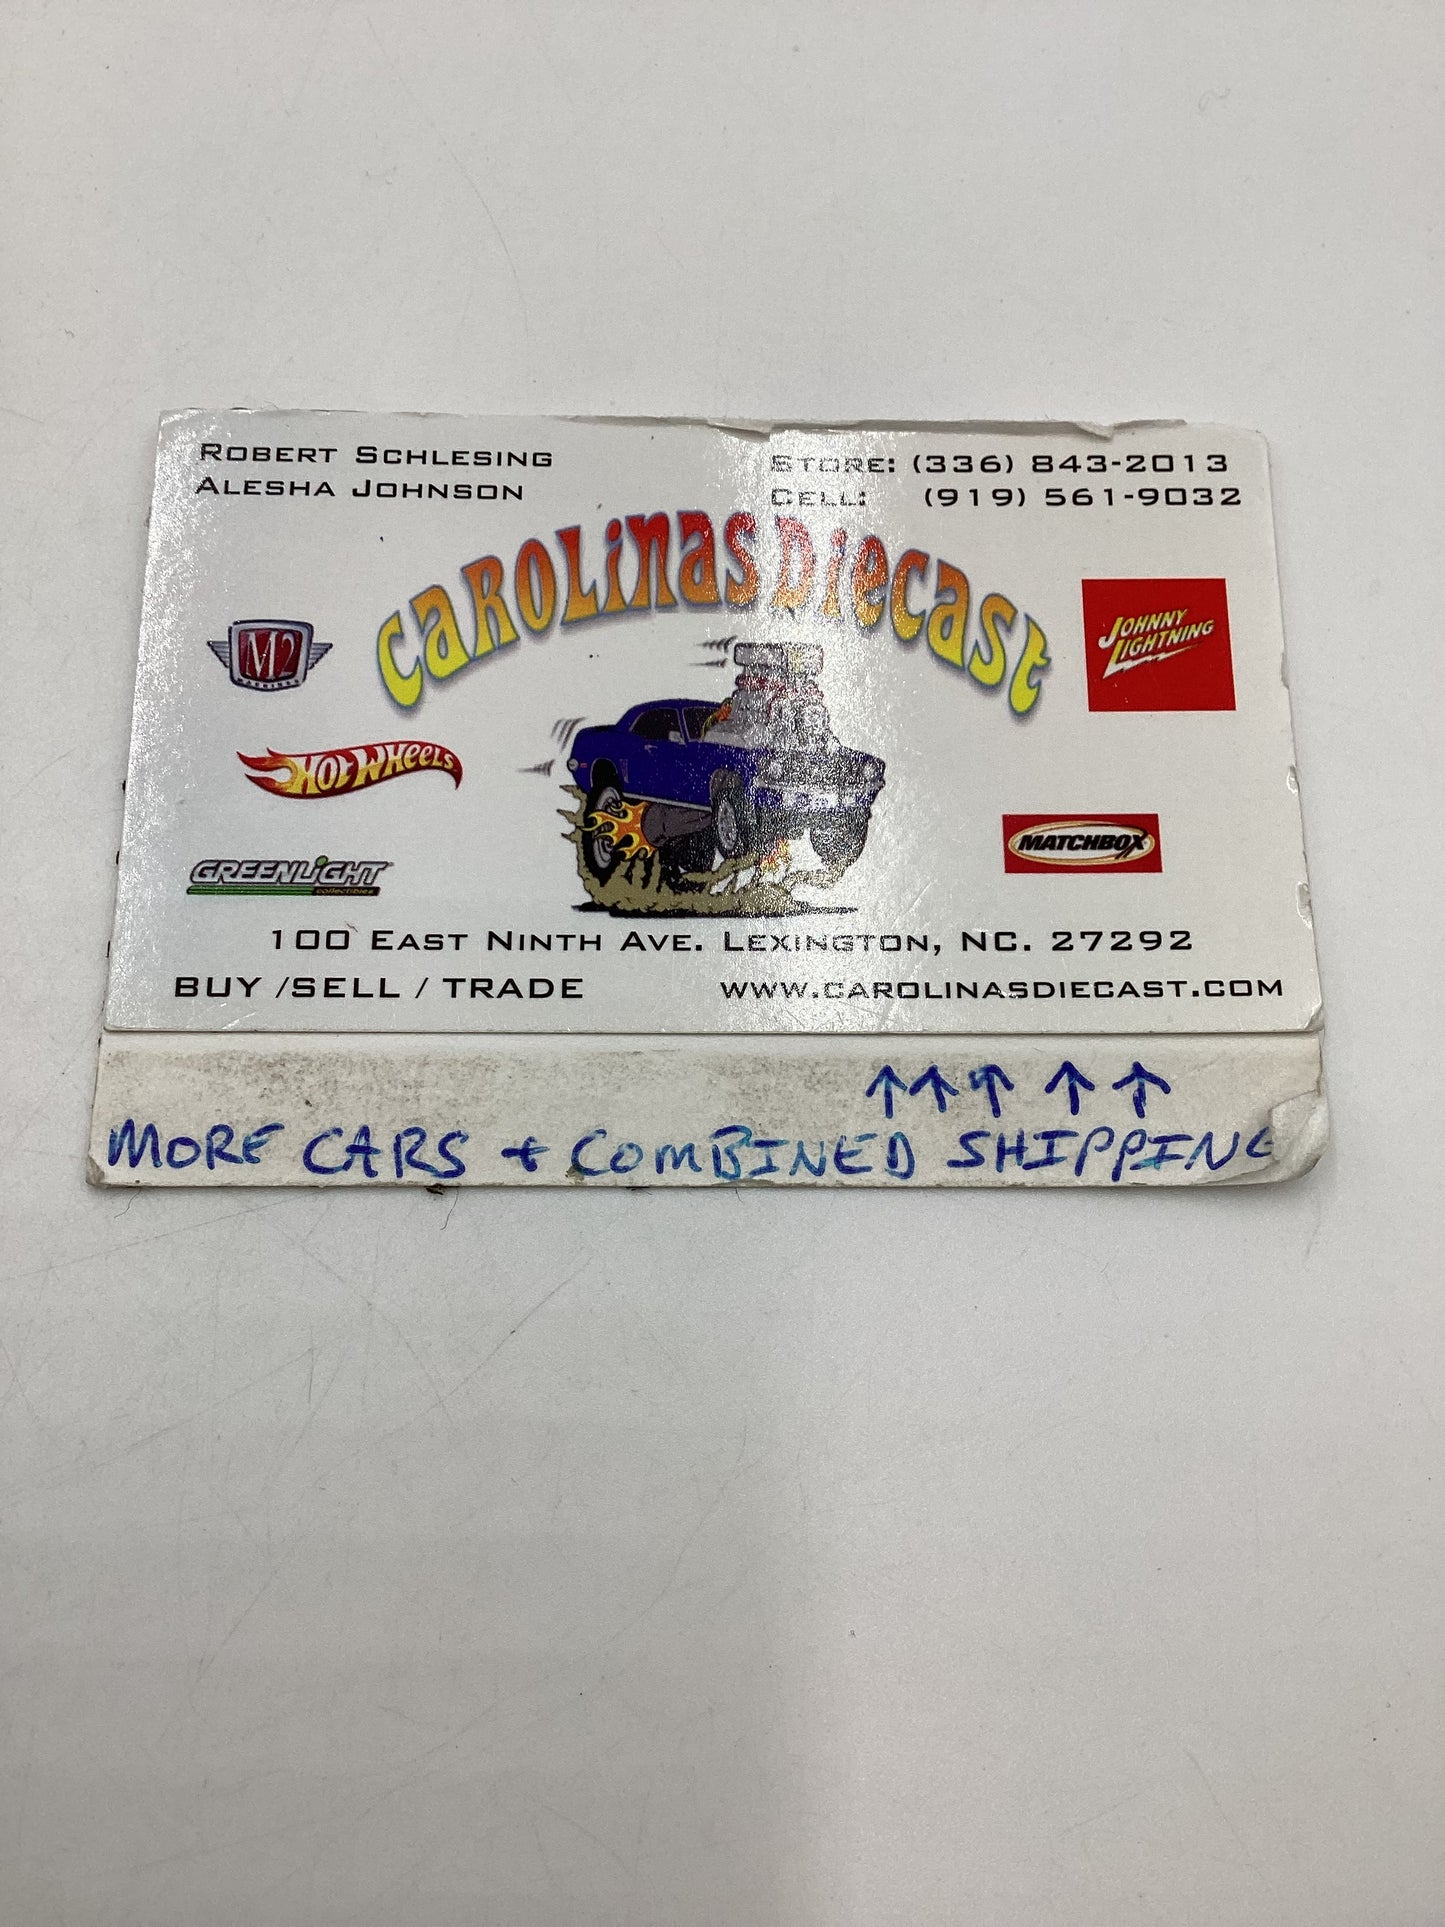 ROBERT SCHLESING
ALESHA JOHNSON
STORE: (336) 843-2013
CELL: (919) 561-9032
CAROLINAS DIECAST
M2
MACHINES
JOHNNY
LIGHTNING
HOT WHEELS
MATCHBOX
GREENLIGHT
collectibles
100 EAST NINTH AVE. LEXINGTON, NC. 27292
BUY /SELL / TRADE
WWW.CAROLINASDIECAST.COM
↑ ↑ ↑ ↑ ↑
MORE CARS + COMBINED SHIPPING